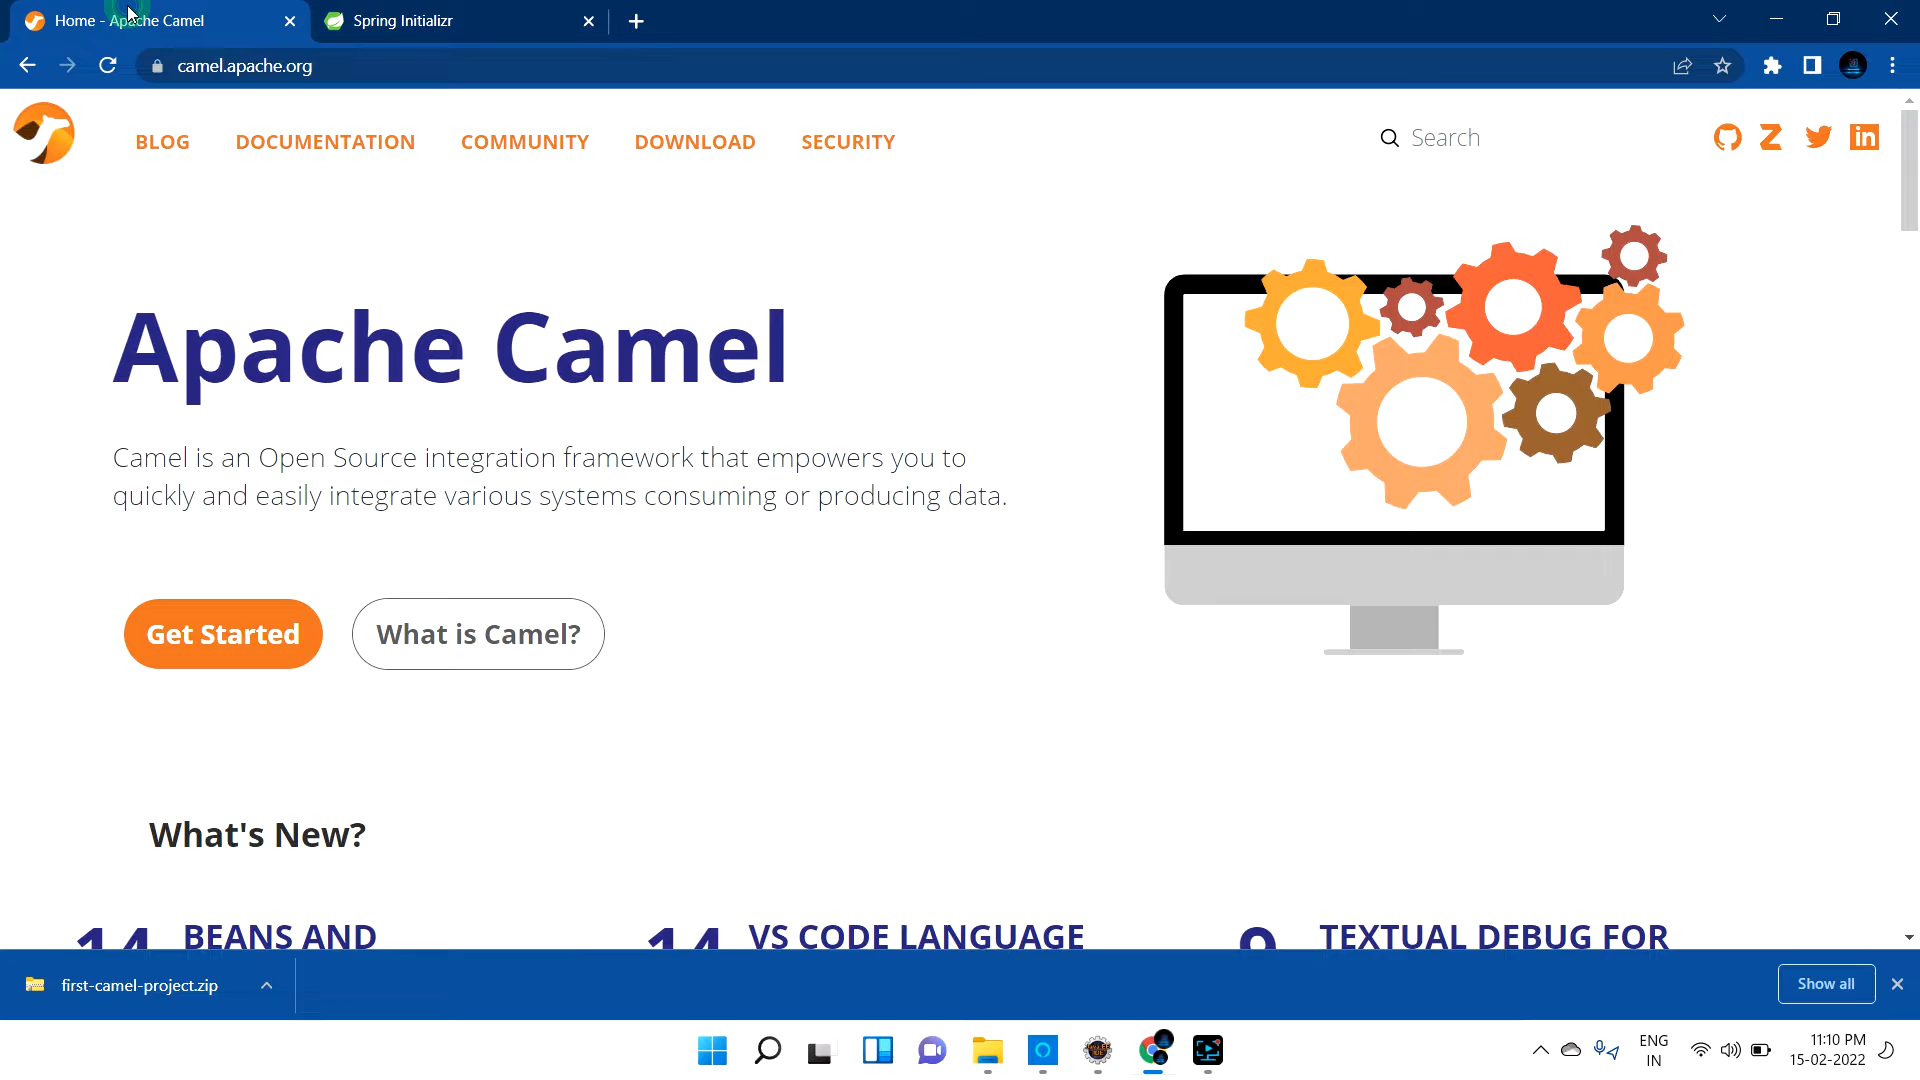 Home - Apache Camel
Spring Initializr
camel.apache.org
BLOG
DOCUMENTATION
COMMUNITY
DOWNLOAD
SECURITY
Search
Apache Camel
Camel is an Open Source integration framework that empowers you to
quickly and easily integrate various systems consuming or producing data.
Get Started
What is Camel?
What's New?
14
BEANS AND
14
VS CODE LANGUAGE
9
TEXTUAL DEBUG FOR
first-camel-project.zip
Show all
ENG
IN
11:10 PM
15-02-2022